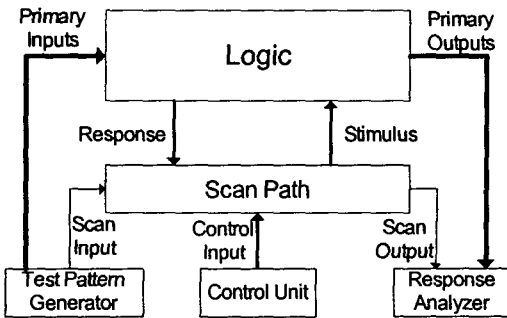 Primary
Inputs
Logic
Primary
Outputs
Response
Stimulus
Scan Path
Scan
Input
Control
Input
Scan
Output
Test Pattern
Generator
Control Unit
Response
Analyzer